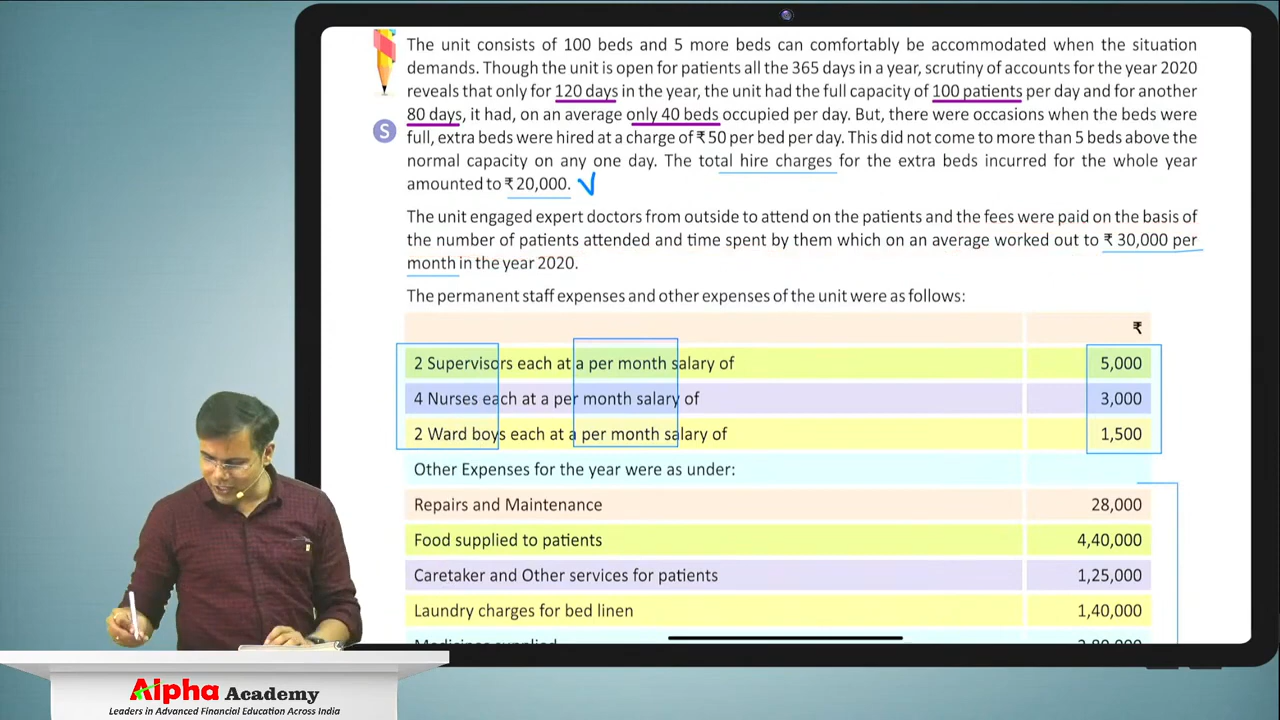 The unit consists of 100 beds and 5 more beds can comfortably be accommodated when the situation
demands. Though the unit is open for patients all the 365 days in a year, scrutiny of accounts for the year 2020
reveals that only for 120 days in the year, the unit had the full capacity of 100 patients per day and for another
80 days, it had, on an average only 40 beds occupied per day. But, there were occasions when the beds were
full, extra beds were hired at a charge of ₹ 50 per bed per day. This did not come to more than 5 beds above the
normal capacity on any one day. The total hire charges for the extra beds incurred for the whole year
amounted to ₹ 20,000.
S
The unit engaged expert doctors from outside to attend on the patients and the fees were paid on the basis of
the number of patients attended and time spent by them which on an average worked out to ₹ 30,000 per
month in the year 2020.
The permanent staff expenses and other expenses of the unit were as follows:
₹
2 Supervisors each at a per month salary of 5,000
4 Nurses each at a per month salary of 3,000
2 Ward boys each at a per month salary of 1,500
Other Expenses for the year were as under:
Repairs and Maintenance 28,000
Food supplied to patients 4,40,000
Caretaker and Other services for patients 1,25,000
Laundry charges for bed linen 1,40,000
Alpha Academy
Leaders in Advanced Financial Education Across India